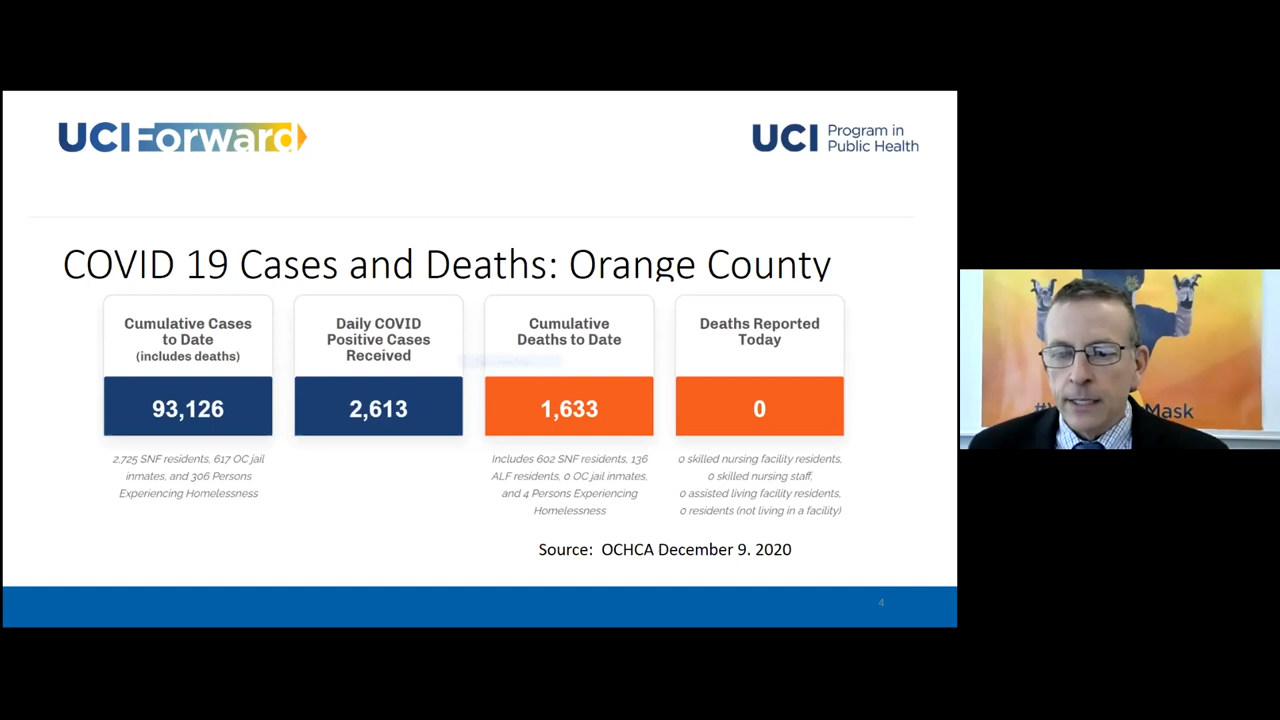 UCI Forward
UCI Program in
Public Health
COVID 19 Cases and Deaths: Orange County
Cumulative Cases
to Date
(includes deaths)
93,126
2,725 SNF residents, 617 OC jail
inmates, and 306 Persons
Experiencing Homelessness
Daily COVID
Positive Cases
Received
2,613
Cumulative
Deaths to Date
1,633
Includes 602 SNF residents, 136
ALF residents, 0 OC jail inmates,
and 4 Persons Experiencing
Homelessness
Deaths Reported
Today
0
0 skilled nursing facility residents,
0 skilled nursing staff,
0 assisted living facility residents,
0 residents (not living in a facility)
Source: OCHCA December 9. 2020
4
Mask